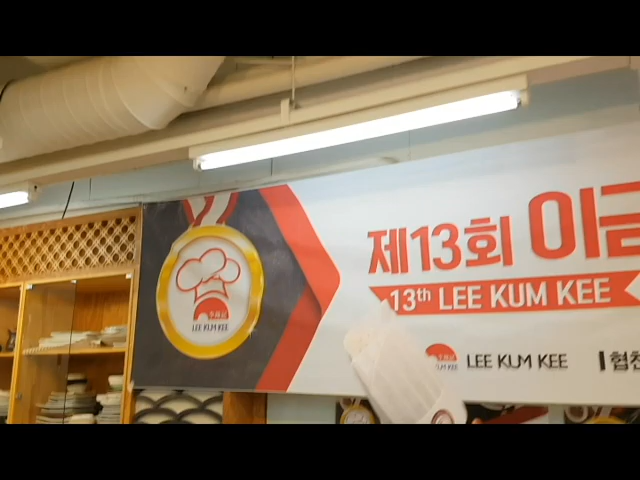 제13회 이금
13th LEE KUM KEE
LEE KUM KEE
LEE KUM KEE
협찬